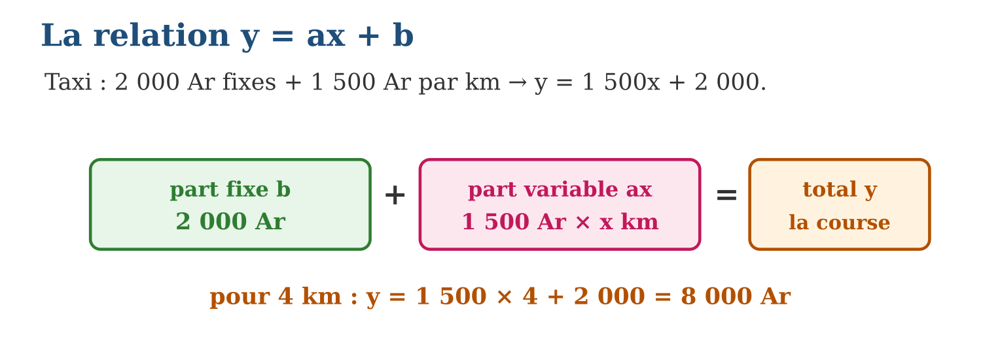 La relation y = ax + b
Taxi : 2 000 Ar fixes + 1 500 Ar par km → y = 1 500x + 2 000.
part fixe b
2 000 Ar
+
part variable ax
1 500 Ar × x km
=
total y
la course
pour 4 km : y = 1 500 × 4 + 2 000 = 8 000 Ar